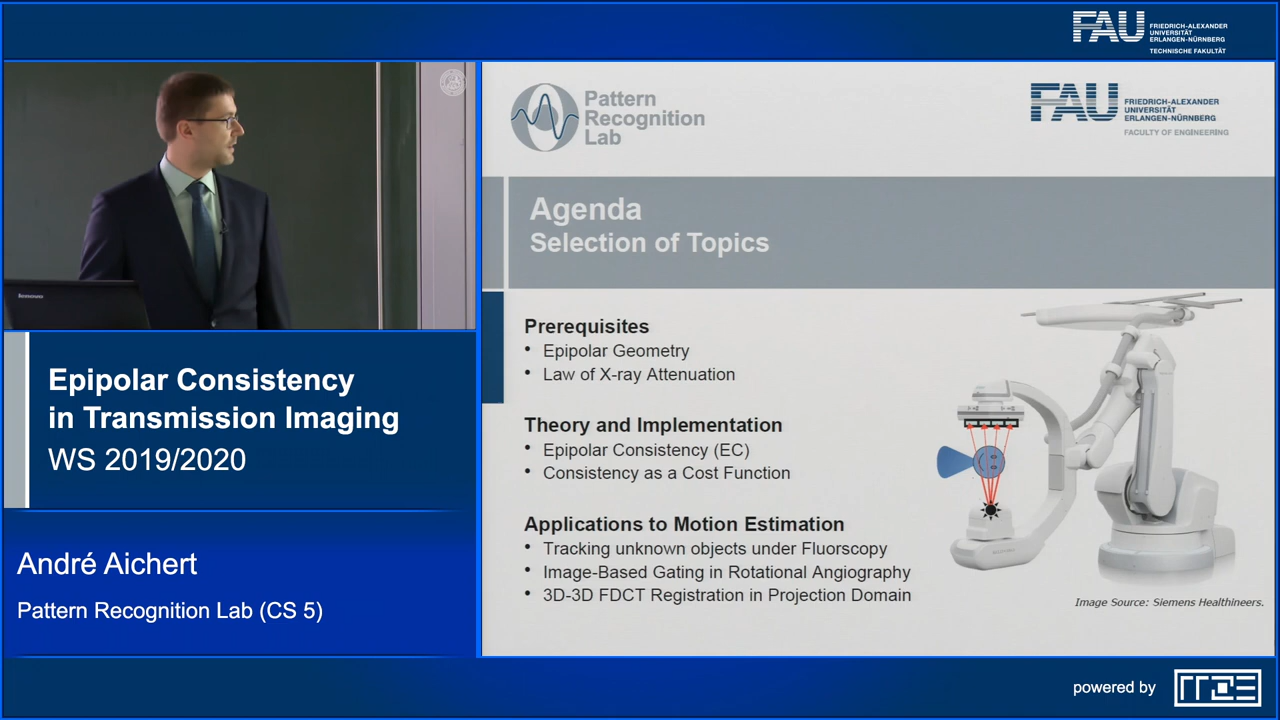 FAU
FRIEDRICH-ALEXANDER
UNIVERSITÄT
ERLANGEN-NÜRNBERG
TECHNISCHE FAKULTÄT
lenovo
Epipolar Consistency
in Transmission Imaging
WS 2019/2020
André Aichert
Pattern Recognition Lab (CS 5)
Pattern
Recognition
Lab
FAU
FRIEDRICH-ALEXANDER
UNIVERSITÄT
ERLANGEN-NÜRNBERG
FACULTY OF ENGINEERING
Agenda
Selection of Topics
Prerequisites
• Epipolar Geometry
• Law of X-ray Attenuation
Theory and Implementation
• Epipolar Consistency (EC)
• Consistency as a Cost Function
Applications to Motion Estimation
• Tracking unknown objects under Fluorscopy
• Image-Based Gating in Rotational Angiography
• 3D-3D FDCT Registration in Projection Domain
Image Source: Siemens Healthineers.
powered by